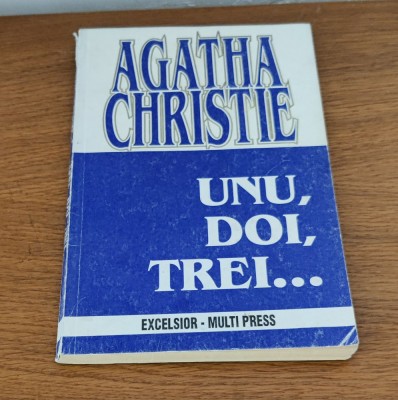 AGATHA
CHRISTIE
UNU,
DOI,
TREI...
EXCELSIOR - MULTI PRESS